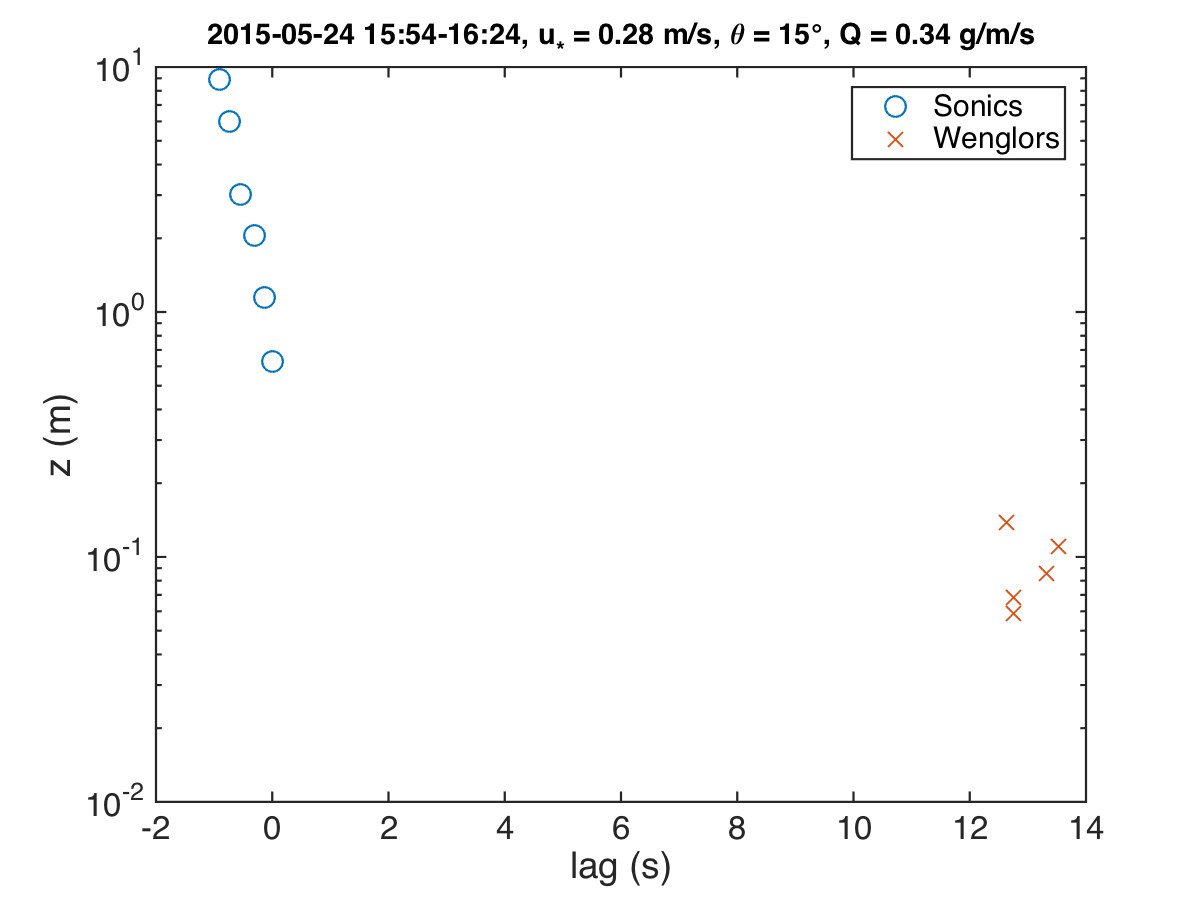 2015-05-24 15:54-16:24, u* = 0.28 m/s, θ = 15°, Q = 0.34 g/m/s
10^1
Sonics
Wenglors
10^0
z (m)
10^-1
10^-2
-2 0 2 4 6 8 10 12 14
lag (s)